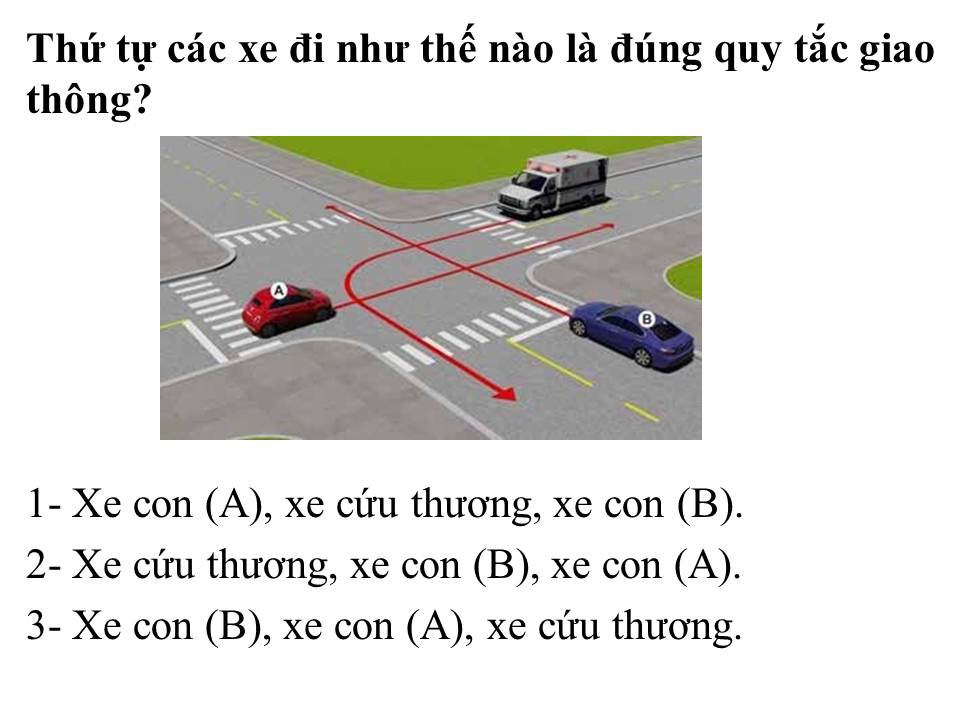 Thứ tự các xe đi như thế nào là đúng quy tắc giao
thông?
A
B
1- Xe con (A), xe cứu thương, xe con (B).
2- Xe cứu thương, xe con (B), xe con (A).
3- Xe con (B), xe con (A), xe cứu thương.